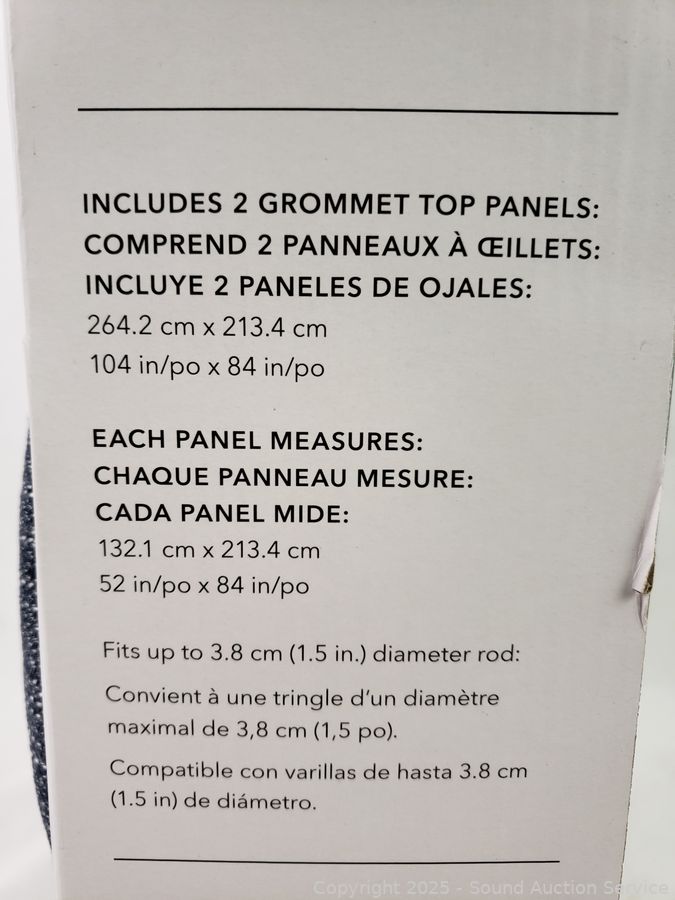 INCLUDES 2 GROMMET TOP PANELS:
COMPREND 2 PANNEAUX À ŒILLETS:
INCLUYE 2 PANELES DE OJALES:
264.2 cm x 213.4 cm
104 in/po x 84 in/po
EACH PANEL MEASURES:
CHAQUE PANNEAU MESURE:
CADA PANEL MIDE:
132.1 cm x 213.4 cm
52 in/po x 84 in/po
Fits up to 3.8 cm (1.5 in.) diameter rod:
Convient à une tringle d'un diamètre
maximal de 3,8 cm (1,5 po).
Compatible con varillas de hasta 3.8 cm
(1.5 in) de diámetro.
Copyright 2025 - Sound Auction Service